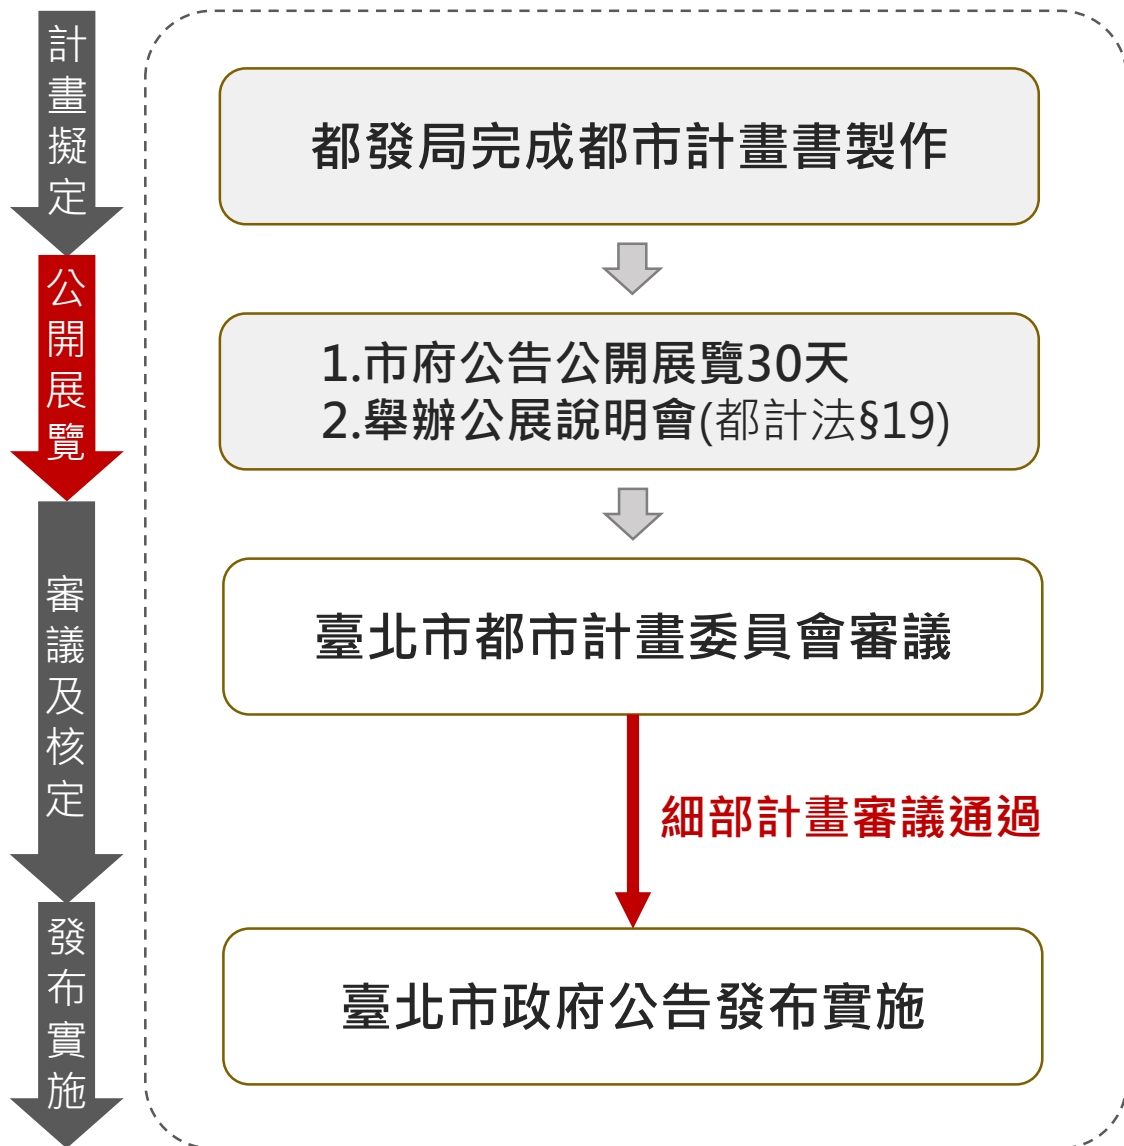 計畫擬定
都發局完成都市計畫書製作
公開展覽
1.市府公告公開展覽30天
2.舉辦公展說明會(都計法§19)
審議及核定
臺北市都市計畫委員會審議
細部計畫審議通過
發布實施
臺北市政府公告發布實施